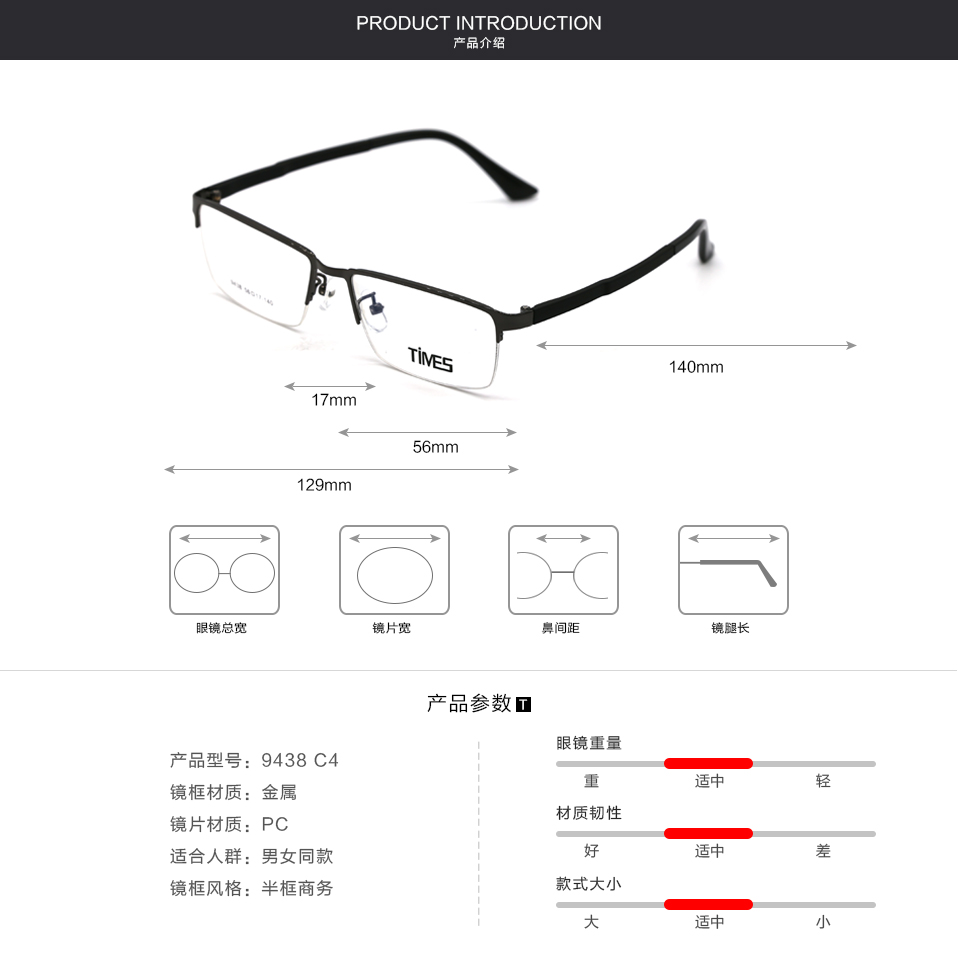 PRODUCT INTRODUCTION
产品介绍
TIMES
140mm
17mm
56mm
129mm
眼镜总宽
镜片宽
鼻间距
镜腿长
产品参数 T
产品型号：9438 C4
镜框材质：金属
镜片材质：PC
适合人群：男女同款
镜框风格：半框商务
眼镜重量
重 适中 轻
材质韧性
好 适中 差
款式大小
大 适中 小